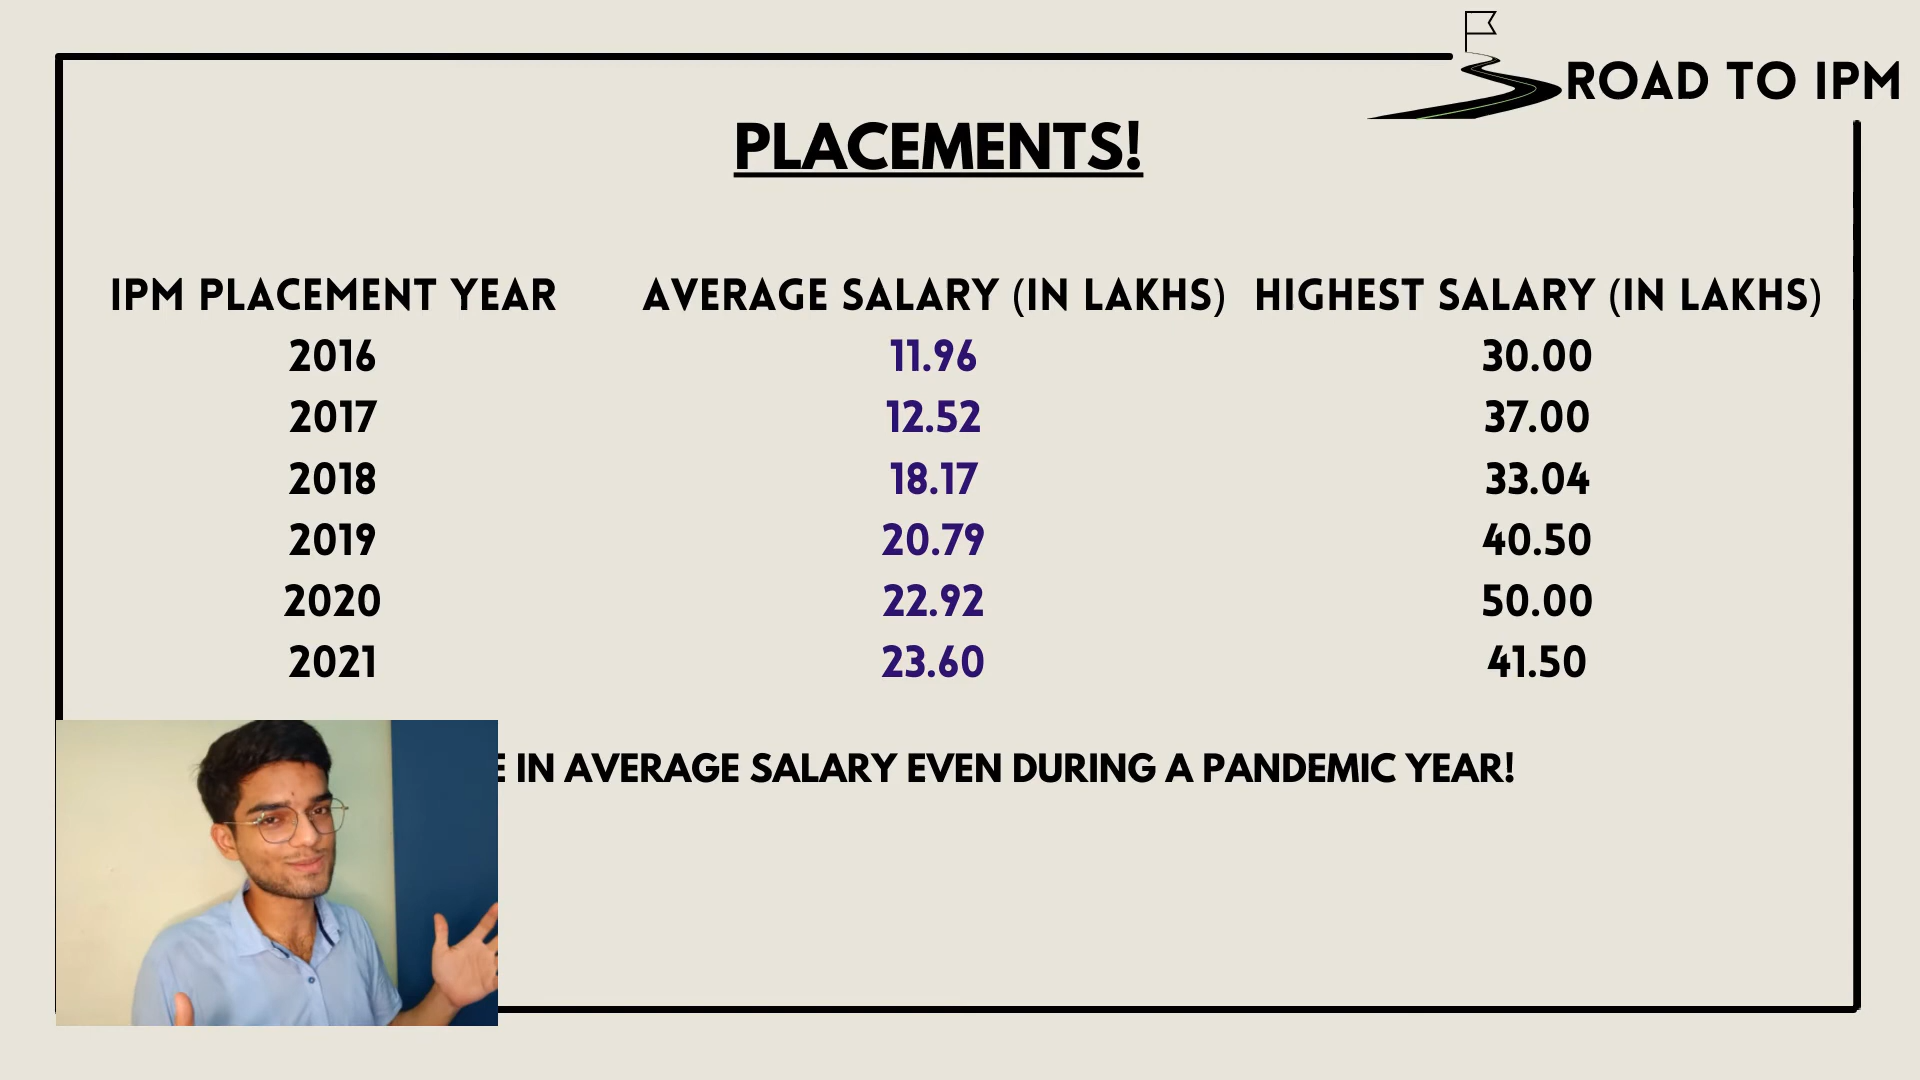 ROAD TO IPM
PLACEMENTS!
IPM PLACEMENT YEAR AVERAGE SALARY (IN LAKHS) HIGHEST SALARY (IN LAKHS)
2016 11.96 30.00
2017 12.52 37.00
2018 18.17 33.04
2019 20.79 40.50
2020 22.92 50.00
2021 23.60 41.50
IN AVERAGE SALARY EVEN DURING A PANDEMIC YEAR!